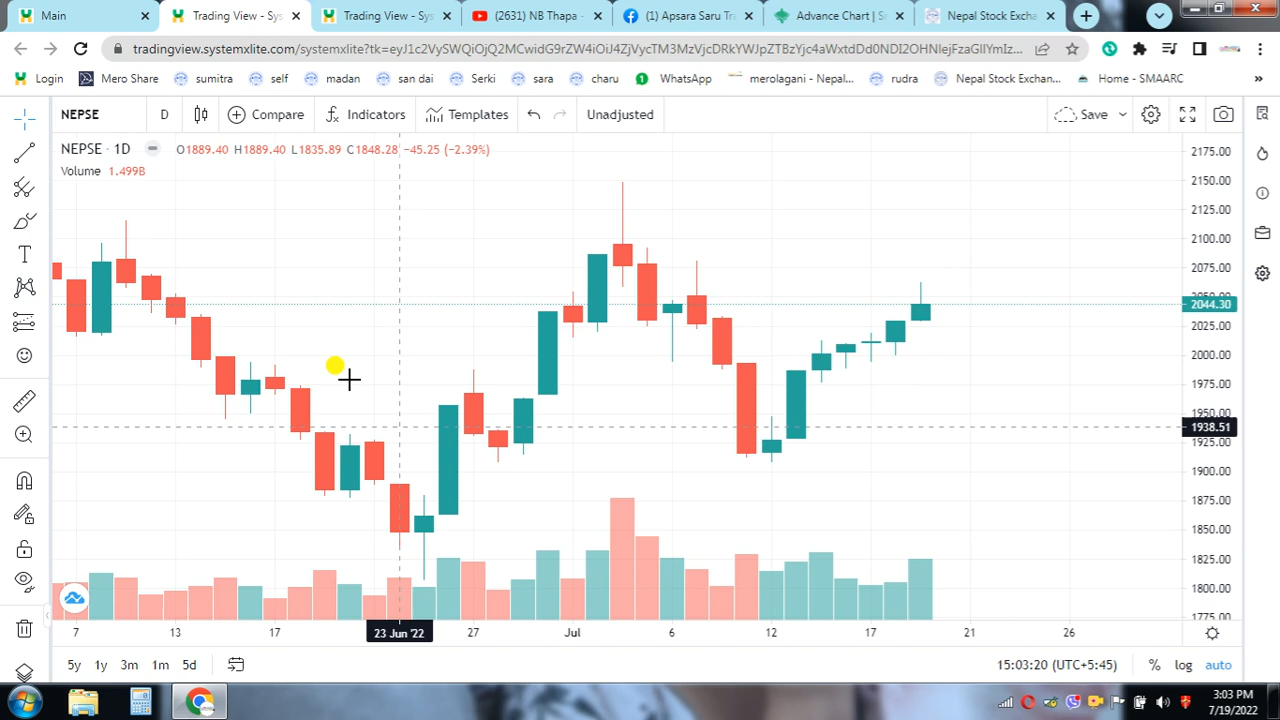 Main
Trading View - Sys
Trading View - Sys
(2631) NB Thapa -
(1) Apsara Saru Tra
Advance Chart | Sm
Nepal Stock Excha
tradingview.systemxlite.com
Login
Mero Share
sumitra
self
madan
san dai
Serki
sara
charu
WhatsApp
merolagani - Nepal...
rudra
Nepal Stock Exchan...
Home - SMAARC
»
NEPSE
D
Compare
Indicators
Templates
Unadjusted
Save
NEPSE · 1D
O1889.40 H1889.40 L1835.89 C1848.28 −45.25 (−2.39%)
Volume 1.499B
2175.00
2150.00
2125.00
2100.00
2075.00
2044.30
2025.00
2000.00
1975.00
1950.00
1938.51
1925.00
1900.00
1875.00
1850.00
1825.00
1800.00
1775.00
7
13
17
23 Jun '22
27
Jul
6
12
17
21
26
5y
1y
3m
1m
5d
15:03:20 (UTC+5:45)
%
log
auto
3:03 PM
7/19/2022